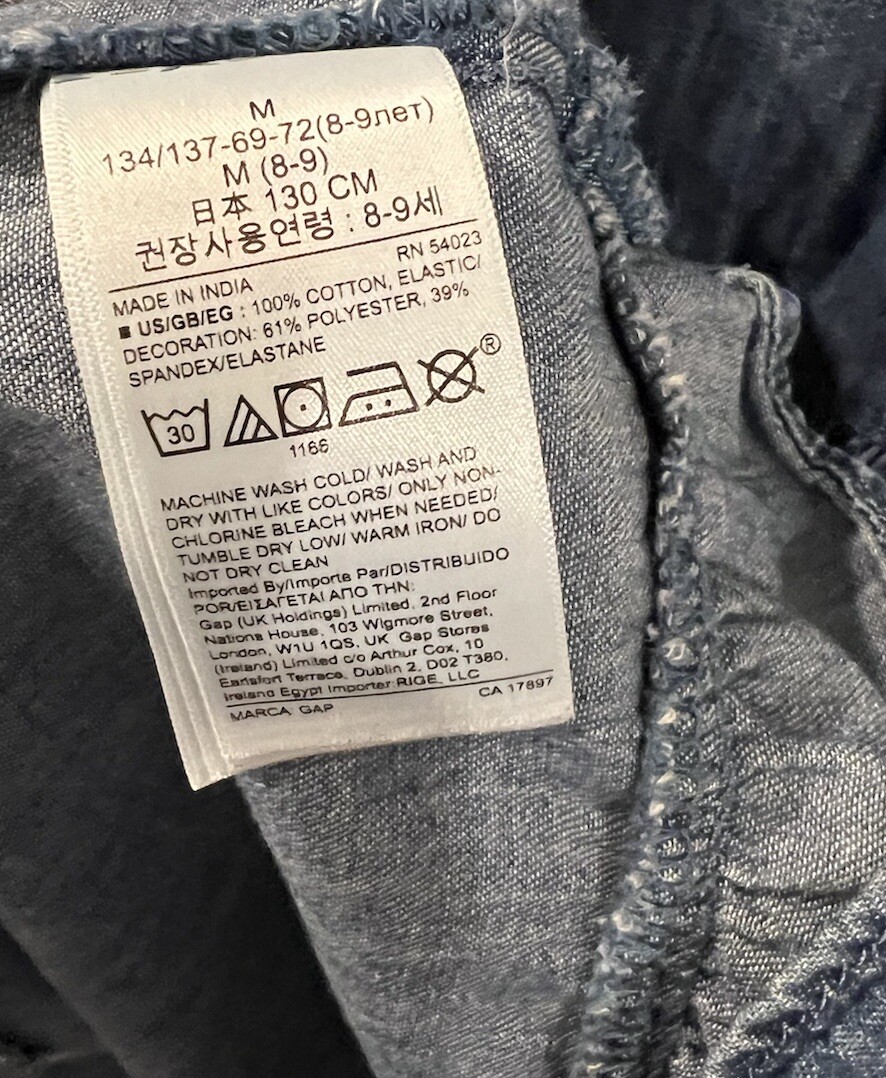 M
134/137-69-72(8-9лет)
M (8-9)
日本 130 CM
권장사용연령 : 8-9세
RN 54023
MADE IN INDIA
■ US/GB/EG : 100% COTTON, ELASTIC/
DECORATION: 61% POLYESTER, 39%
SPANDEX/ELASTANE
30
®
1166
MACHINE WASH COLD/ WASH AND
DRY WITH LIKE COLORS/ ONLY NON-
CHLORINE BLEACH WHEN NEEDED/
TUMBLE DRY LOW/ WARM IRON/ DO
NOT DRY CLEAN
Imported By/Importe Par/DISTRIBUIDO
POR/ΕΙΣΑΓΕΤΑΙ ΑΠΟ ΤΗΝ:
Gap (UK Holdings) Limited, 2nd Floor
Nations House, 103 Wigmore Street,
London, W1U 1QS, UK Gap Stores
(Ireland) Limited c/o Arthur Cox, 10
Earlsfort Terrace, Dublin 2, D02 T380,
Ireland Egypt Importer:RIGE, LLC
CA 17897
MARCA GAP